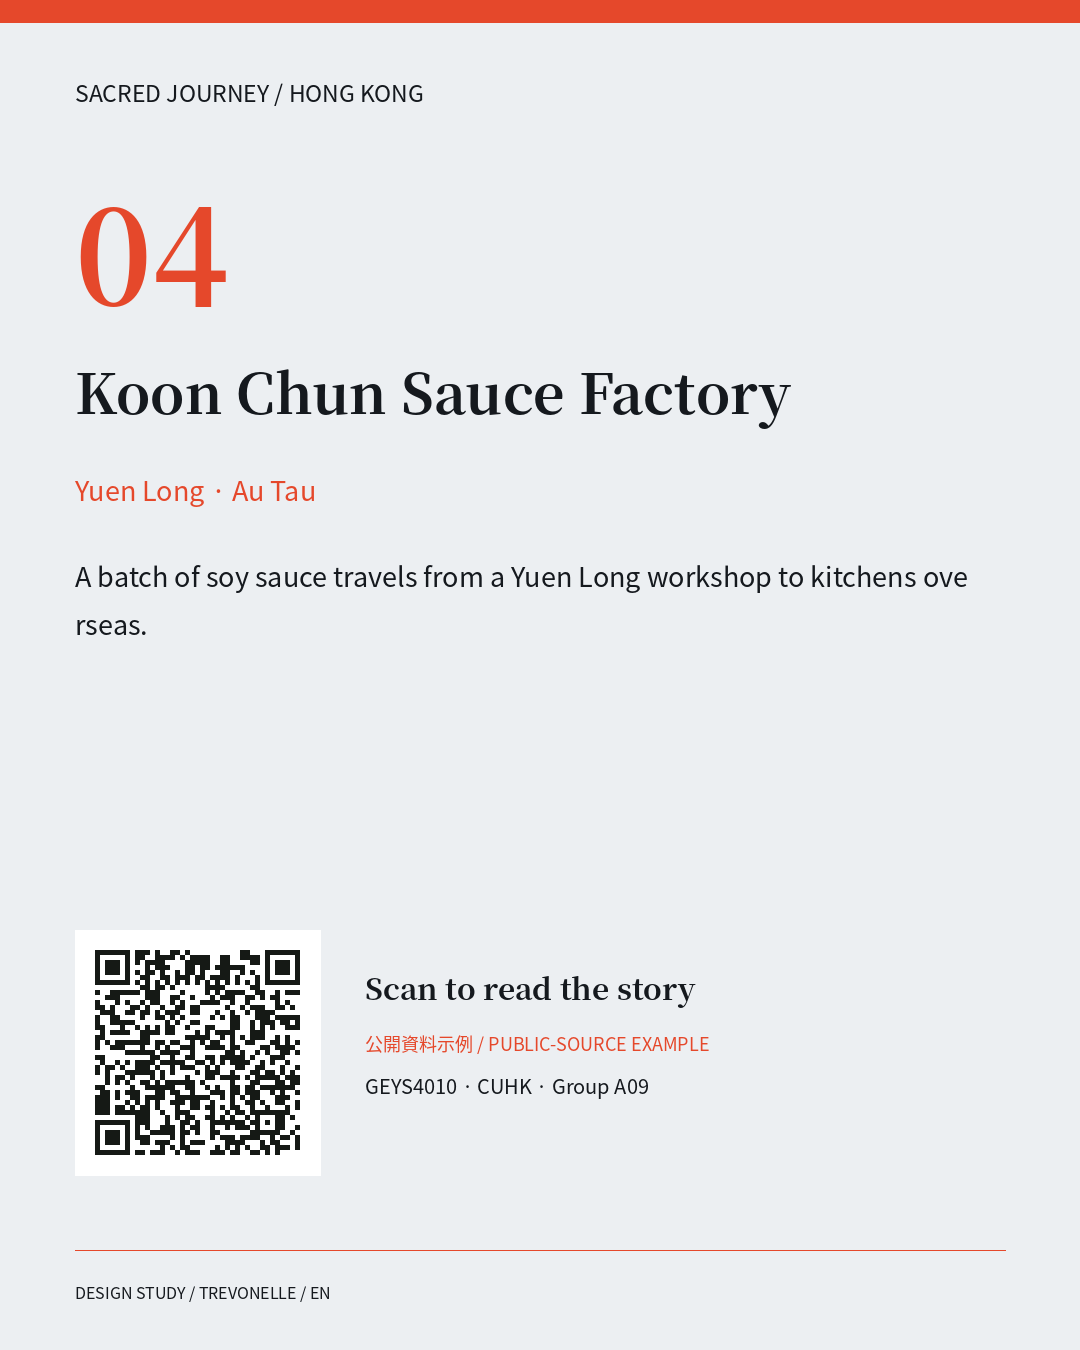 SACRED JOURNEY / HONG KONG
04
Koon Chun Sauce Factory
Yuen Long · Au Tau
A batch of soy sauce travels from a Yuen Long workshop to kitchens ove
rseas.
Scan to read the story
公開資料示例 / PUBLIC-SOURCE EXAMPLE
GEYS4010 · CUHK · Group A09
DESIGN STUDY / TREVONELLE / EN